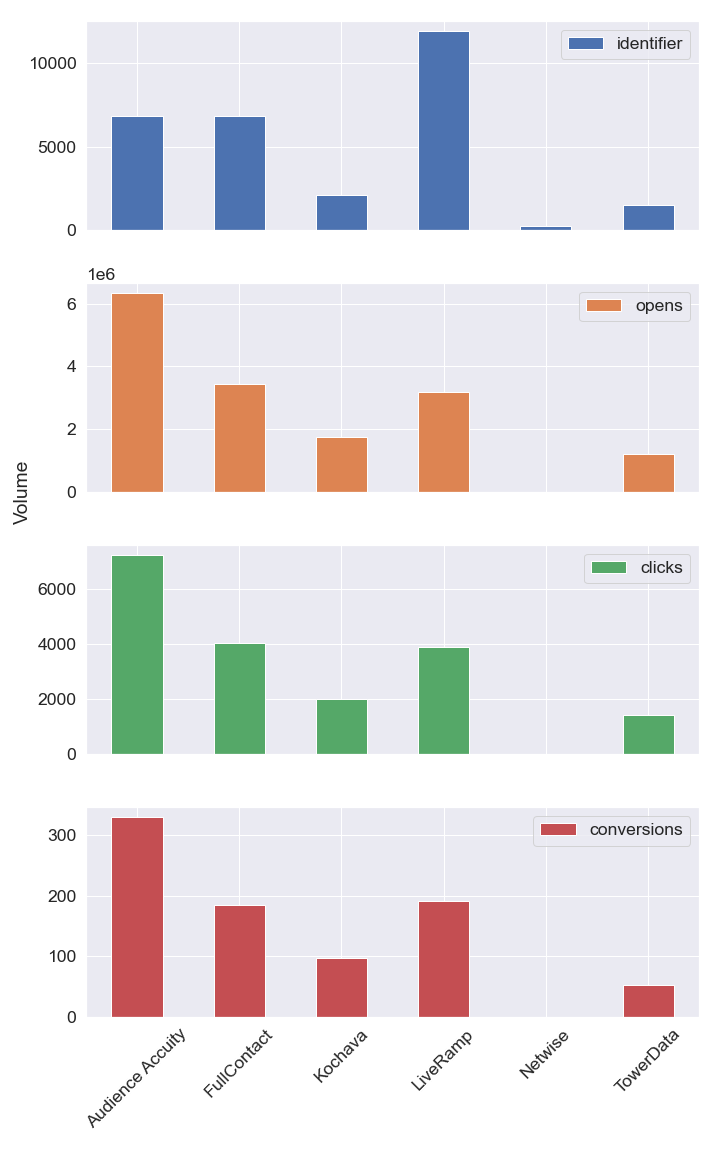 identifier
10000
5000
0
1e6
opens
6
4
2
0
Volume
clicks
6000
4000
2000
0
conversions
300
200
100
0
Audience Accuity
FullContact
Kochava
LiveRamp
Netwise
TowerData